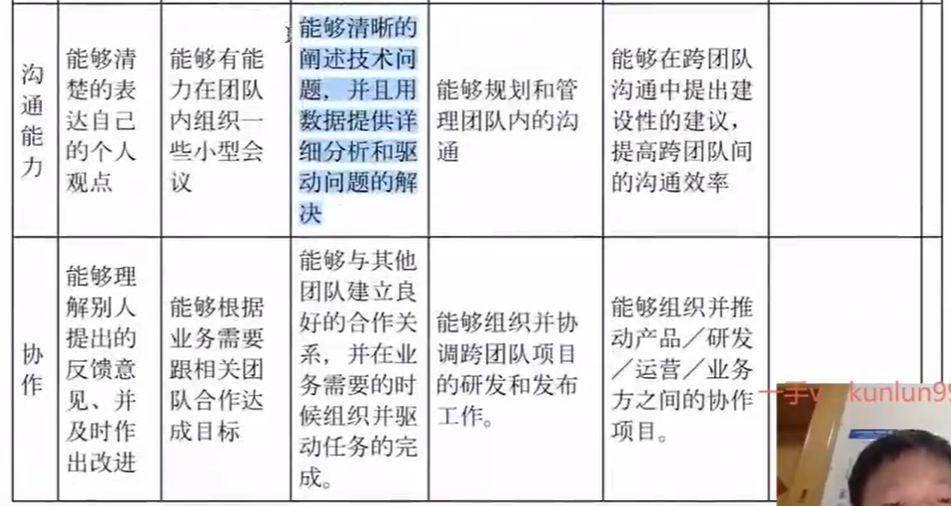 沟
通
能
力
能够清
楚的表
达自己
的个人
观点
能够有能
力在团队
内组织一
些小型会
议
能够清晰的
阐述技术问
题，并且用
数据提供详
细分析和驱
动问题的解
决
能够规划和管
理团队内的沟
通
能够在跨团队
沟通中提出建
设性的建议，
提高跨团队间
的沟通效率
协
作
能够理
解别人
提出的
反馈意
见、并
及时作
出改进
能够根据
业务需要
跟相关团
队合作达
成目标
能够与其他
团队建立良
好的合作关
系，并在业
务需要的时
候组织并驱
动任务的完
成。
能够组织并协
调跨团队项目
的研发和发布
工作。
能够组织并推
动产品／研发
／运营／业务
方之间的协作
项目。
一手v kunlun99